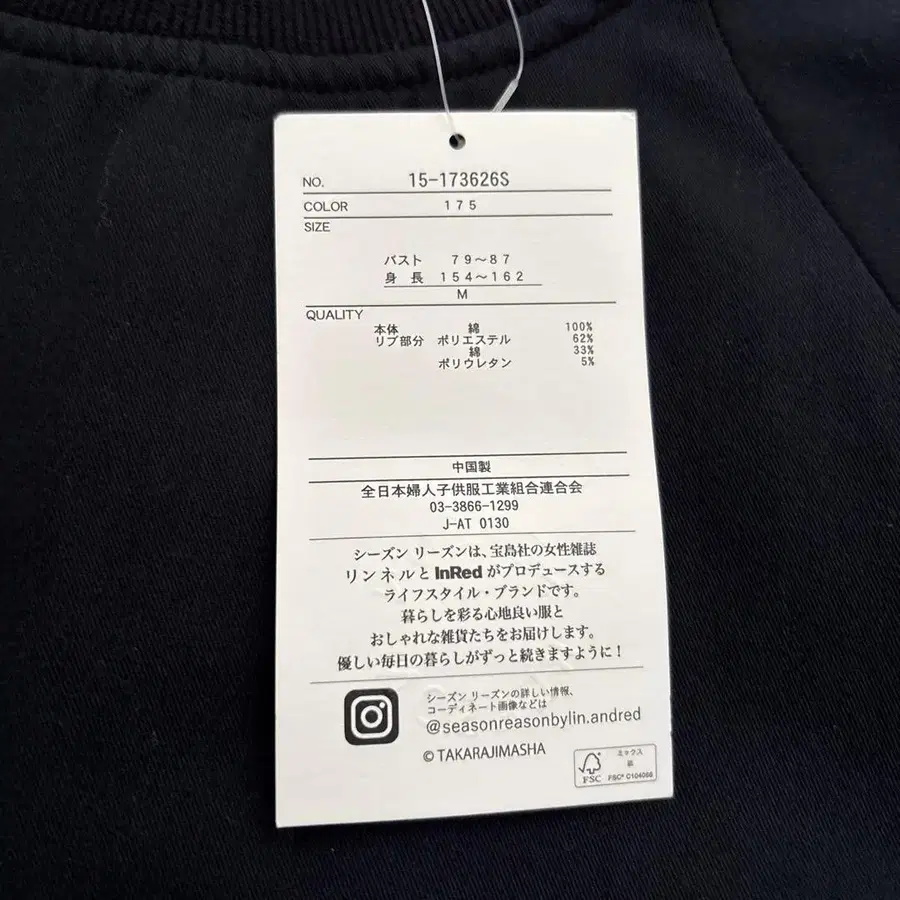 NO. 15-173626S
COLOR 175
SIZE
バスト 79～87
身 長 154～162
M
QUALITY
本体 綿 100%
リブ部分 ポリエステル 62%
綿 33%
ポリウレタン 5%
中国製
全日本婦人子供服工業組合連合会
03-3866-1299
J-AT 0130
シーズン リーズンは、宝島社の女性雑誌
リンネルと InRed がプロデュースする
ライフスタイル・ブランドです。
暮らしを彩る心地良い服と
おしゃれな雑貨たちをお届けします。
優しい毎日の暮らしがずっと続きますように！
シーズン リーズンの詳しい情報、
コーディネート画像などは
@seasonreasonbylin.andred
© TAKARAJIMASHA
ミックス
紙
FSC
FSC® C104088